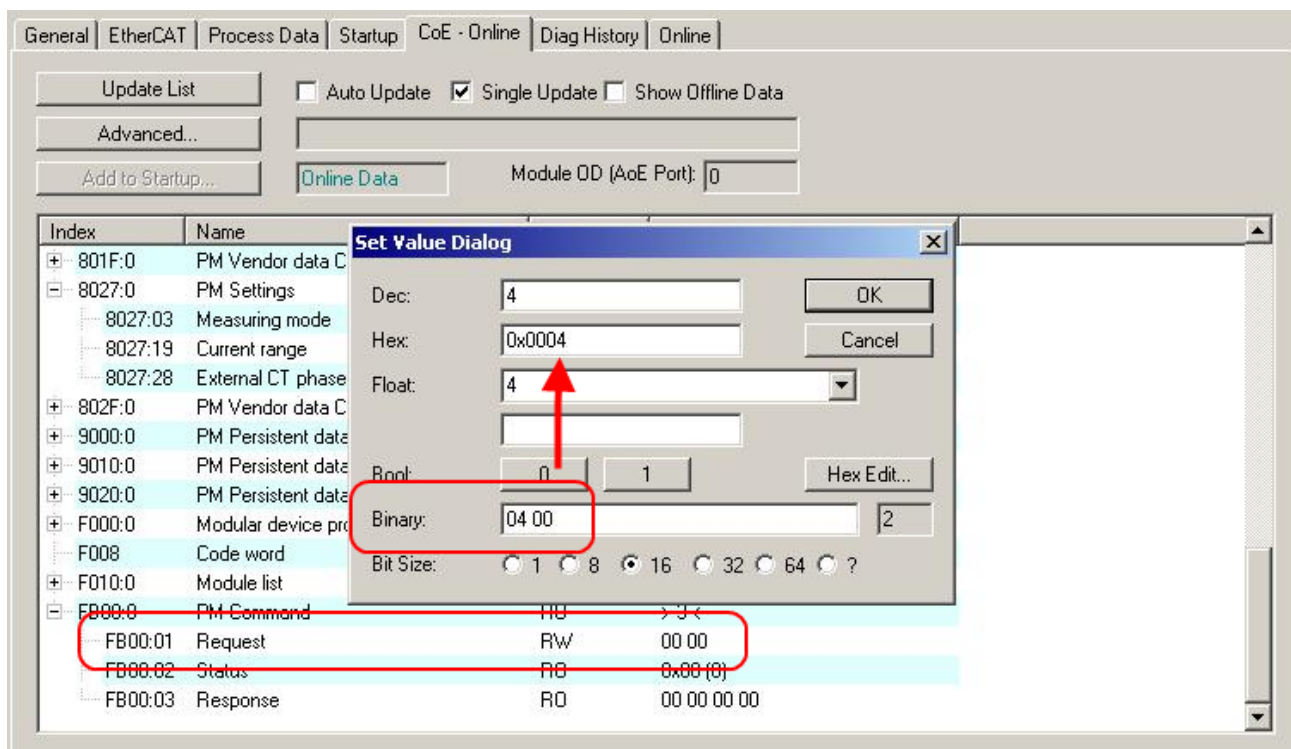 General EtherCAT Process Data Startup CoE - Online Diag History Online
Update List Auto Update Single Update Show Offline Data
Advanced...
Add to Startup... Online Data Module OD (AoE Port): 0
Index Name
801F:0 PM Vendor data C
8027:0 PM Settings
8027:03 Measuring mode
8027:19 Current range
8027:28 External CT phase
802F:0 PM Vendor data C
9000:0 PM Persistent data
9010:0 PM Persistent data
9020:0 PM Persistent data
F000:0 Modular device pro
F008 Code word
F010:0 Module list
FB00:0 PM Command RO > 3 <
FB00:01 Request RW 00 00
FB00:02 Status RO 0x00 (0)
FB00:03 Response RO 00 00 00 00
Set Value Dialog
Dec: 4 OK
Hex: 0x0004 Cancel
Float: 4
Bool: 0 1 Hex Edit...
Binary: 04 00 2
Bit Size: 1 8 16 32 64 ?